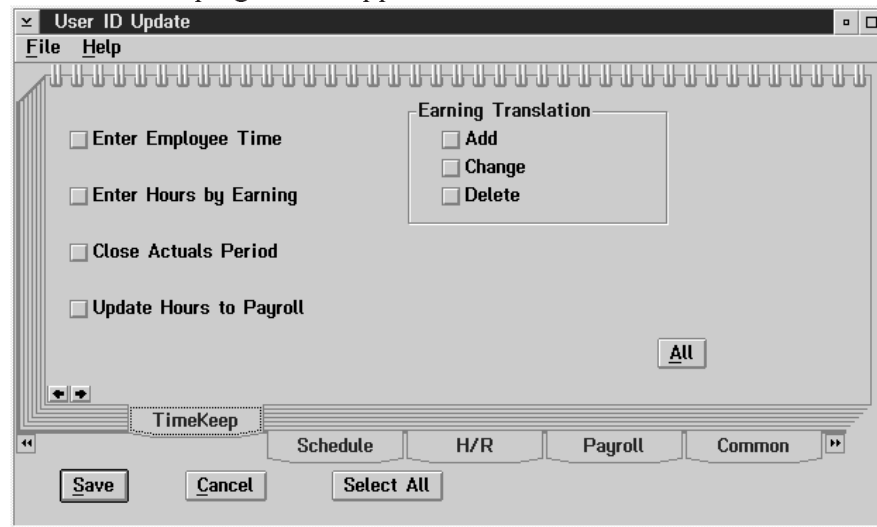 User ID Update
File Help
Earning Translation
Enter Employee Time
Add
Change
Enter Hours by Earning
Delete
Close Actuals Period
Update Hours to Payroll
All
TimeKeep
Schedule H/R Payroll Common
Save Cancel Select All